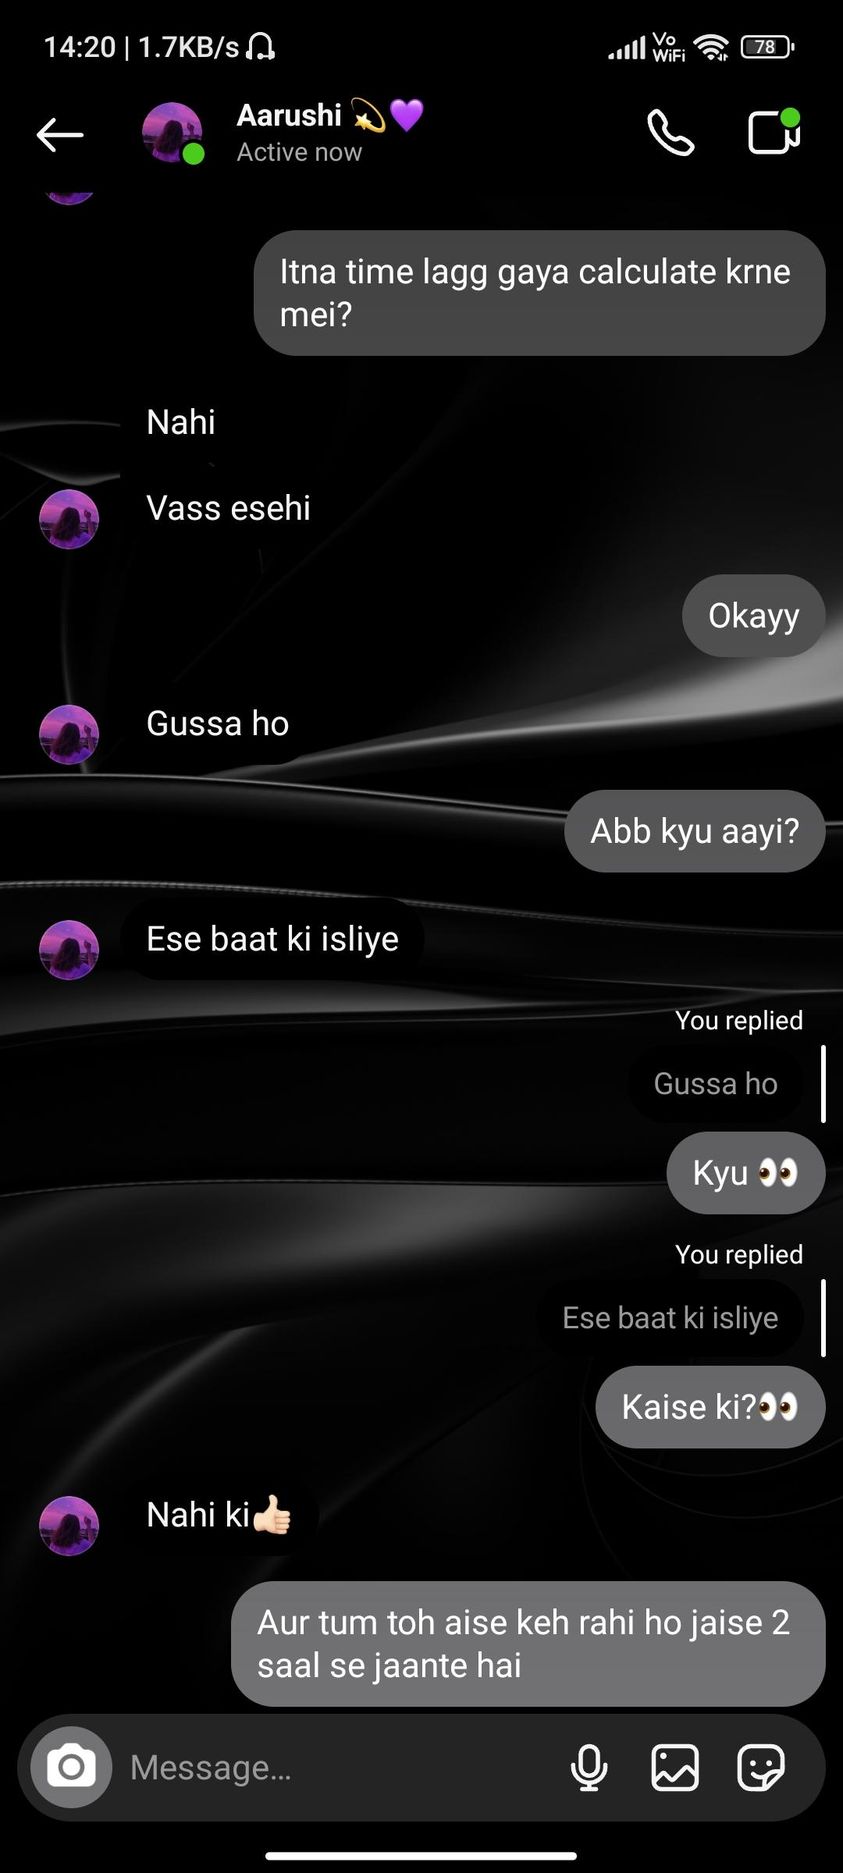 14:20 | 1.7KB/s
Vo
WiFi
78
Aarushi 💫💜
Active now
Itna time lagg gaya calculate krne
mei?
Nahi
Vass esehi
Okayy
Gussa ho
Abb kyu aayi?
Ese baat ki isliye
You replied
Gussa ho
Kyu 👀
You replied
Ese baat ki isliye
Kaise ki?👀
Nahi ki👍🏻
Aur tum toh aise keh rahi ho jaise 2
saal se jaante hai
Message...